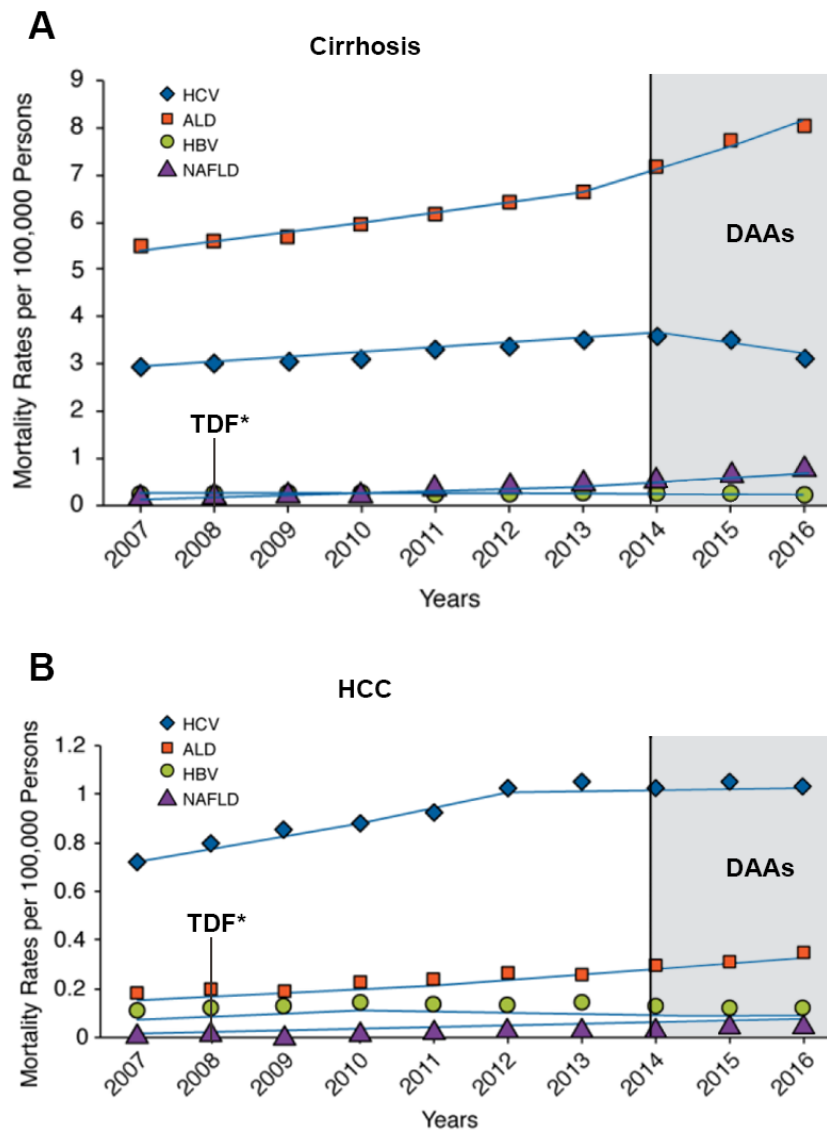 A
Cirrhosis
Mortality Rates per 100,000 Persons
9
8
7
6
5
4
3
2
1
0
HCV
ALD
HBV
NAFLD
DAAs
TDF*
2007
2008
2009
2010
2011
2012
2013
2014
2015
2016
Years
B
HCC
Mortality Rates per 100,000 Persons
1.2
1
0.8
0.6
0.4
0.2
0
HCV
ALD
HBV
NAFLD
DAAs
TDF*
2007
2008
2009
2010
2011
2012
2013
2014
2015
2016
Years